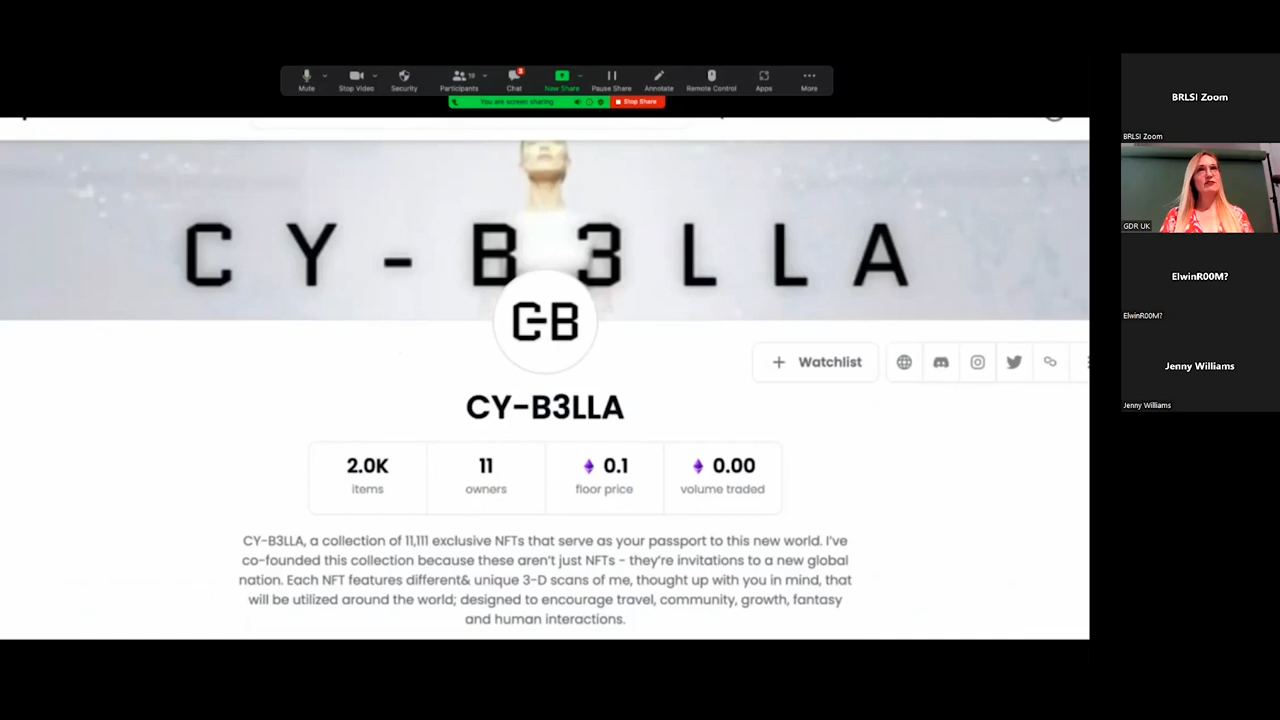 Mute
Stop Video
Security
10
Participants
Chat
New Share
Pause Share
Annotate
Remote Control
Apps
More
You are screen sharing
Stop Share
CY-B3LLA
C-B
Watchlist
CY-B3LLA
2.0K
items
11
owners
0.1
floor price
0.00
volume traded
CY-B3LLA, a collection of 11,111 exclusive NFTs that serve as your passport to this new world. I've
co-founded this collection because these aren't just NFTs - they're invitations to a new global
nation. Each NFT features different& unique 3-D scans of me, thought up with you in mind, that
will be utilized around the world; designed to encourage travel, community, growth, fantasy
and human interactions.
BRLSI Zoom
BRLSI Zoom
GDR UK
ElwinR00M?
ElwinR00M?
Jenny Williams
Jenny Williams